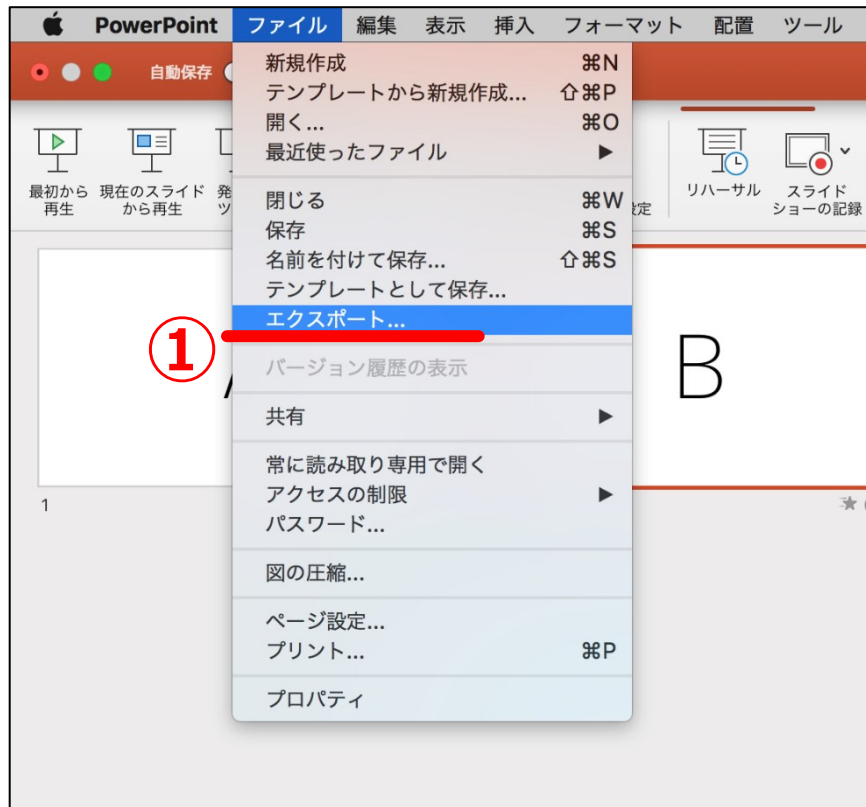 PowerPoint ファイル 編集 表示 挿入 フォーマット 配置 ツール
自動保存
新規作成 ⌘N
テンプレートから新規作成... ⇧⌘P
開く... ⌘O
最近使ったファイル ▶
閉じる ⌘W
保存 ⌘S
名前を付けて保存... ⇧⌘S
テンプレートとして保存...
エクスポート...
バージョン履歴の表示
共有 ▶
常に読み取り専用で開く
アクセスの制限 ▶
パスワード...
図の圧縮...
ページ設定...
プリント... ⌘P
プロパティ
最初から
再生
現在のスライド
から再生
リハーサル
スライド
ショーの記録
①
B
1